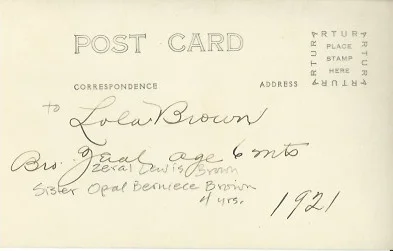 POST CARD
ARTURA ARTURA ARTURA ARTURA
PLACE
STAMP
HERE
CORRESPONDENCE ADDRESS
to
Lola Brown
Bro. Zeal age 6 mts
Zeral Lewis Brown
Sister Opal Berniece Brown
4 yrs.
1921